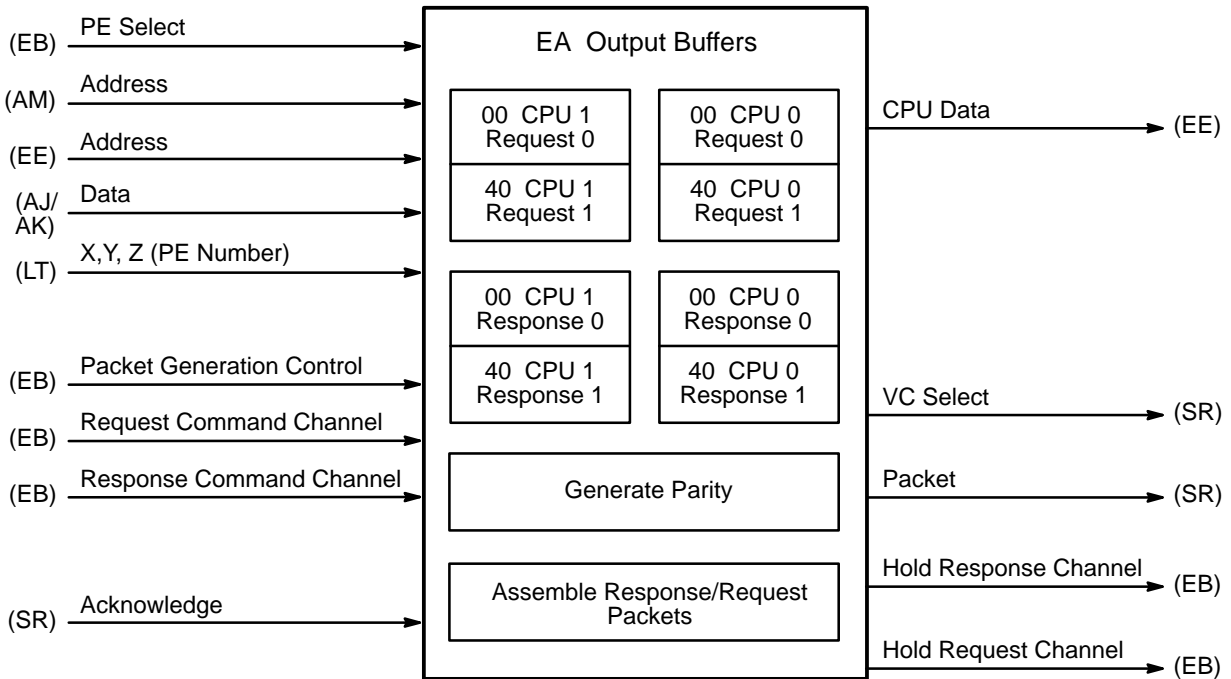 (EB) PE Select
(AM) Address
(EE) Address
(AJ/
AK) Data
(LT) X,Y, Z (PE Number)
(EB) Packet Generation Control
(EB) Request Command Channel
(EB) Response Command Channel
(SR) Acknowledge
EA Output Buffers
00 CPU 1
Request 0
40 CPU 1
Request 1
00 CPU 0
Request 0
40 CPU 0
Request 1
00 CPU 1
Response 0
40 CPU 1
Response 1
00 CPU 0
Response 0
40 CPU 0
Response 1
Generate Parity
Assemble Response/Request
Packets
CPU Data (EE)
VC Select (SR)
Packet (SR)
Hold Response Channel (EB)
Hold Request Channel (EB)